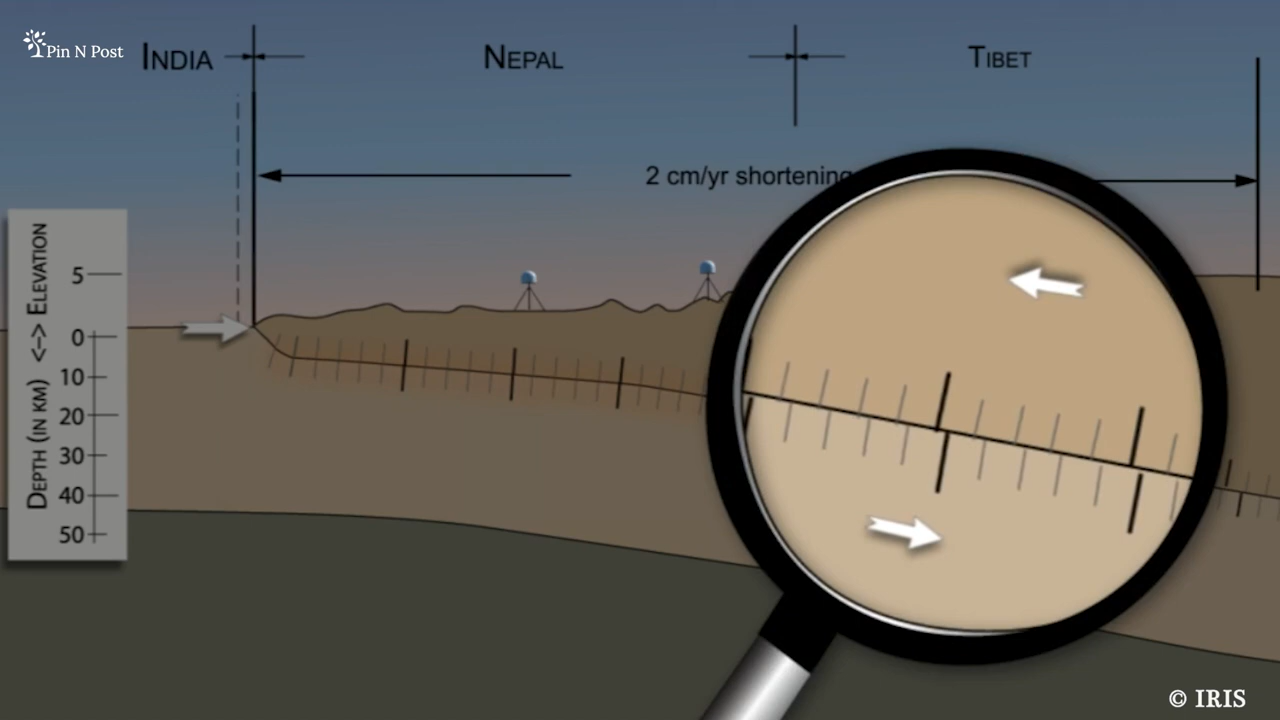 Pin N Post
INDIA
NEPAL
TIBET
2 cm/yr shortening
DEPTH (IN KM) <-> ELEVATION
5
0
10
20
30
40
50
© IRIS